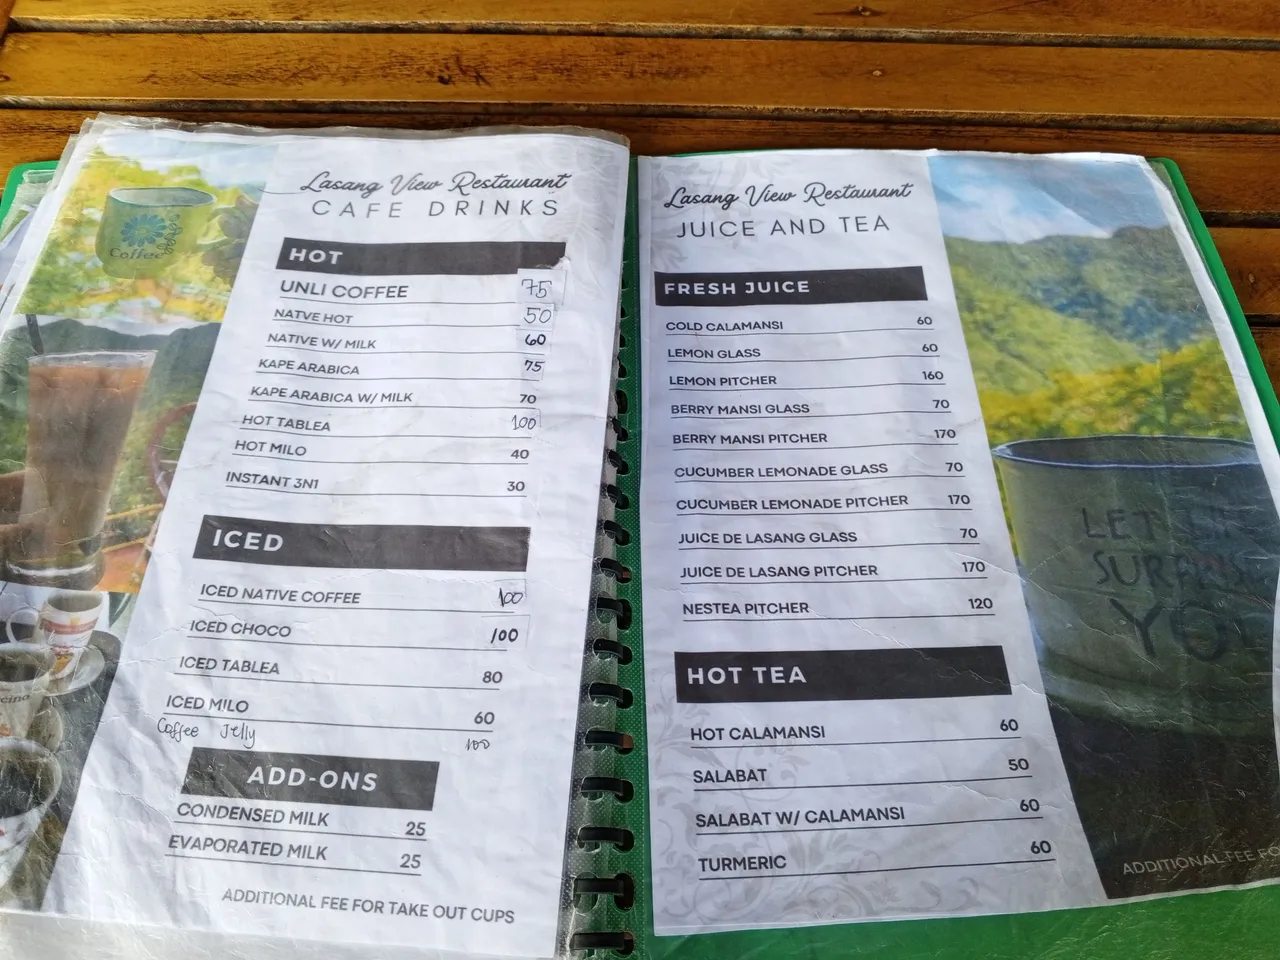 Coffee
Lasang View Restaurant
CAFE DRINKS
HOT
UNLI COFFEE 75
NATVE HOT 50
NATIVE W/ MILK 60
KAPE ARABICA 75
KAPE ARABICA W/ MILK 70
HOT TABLEA 100
HOT MILO 40
INSTANT 3N1 30
ICED
ICED NATIVE COFFEE 100
ICED CHOCO 100
ICED TABLEA 80
ICED MILO 60
Coffee Jelly 100
ADD-ONS
CONDENSED MILK 25
EVAPORATED MILK 25
ADDITIONAL FEE FOR TAKE OUT CUPS
Lasang View Restaurant
JUICE AND TEA
FRESH JUICE
COLD CALAMANSI 60
LEMON GLASS 60
LEMON PITCHER 160
BERRY MANSI GLASS 70
BERRY MANSI PITCHER 170
CUCUMBER LEMONADE GLASS 70
CUCUMBER LEMONADE PITCHER 170
JUICE DE LASANG GLASS 70
JUICE DE LASANG PITCHER 170
NESTEA PITCHER 120
HOT TEA
HOT CALAMANSI 60
SALABAT 50
SALABAT W/ CALAMANSI 60
TURMERIC 60
LET
SURPRISE
YO
ADDITIONAL FEE FO